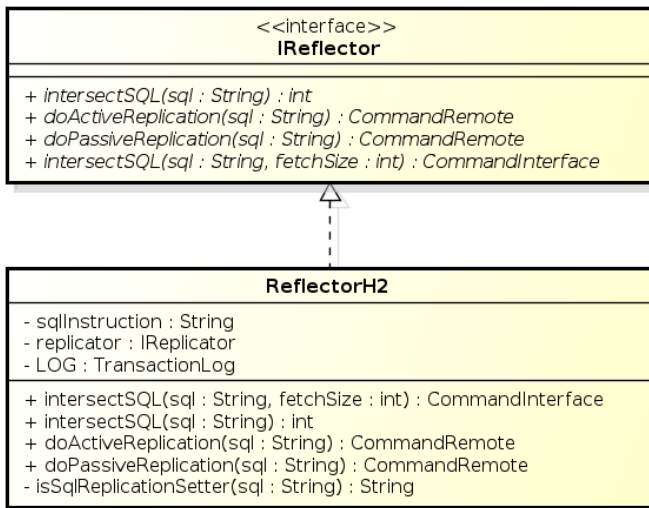 <<interface>>
IReflector
+ intersectSQL(sql : String) : int
+ doActiveReplication(sql : String) : CommandRemote
+ doPassiveReplication(sql : String) : CommandRemote
+ intersectSQL(sql : String, fetchSize : int) : CommandInterface
ReflectorH2
- sqlInstruction : String
- replicator : IReplicator
- LOG : TransactionLog
+ intersectSQL(sql : String, fetchSize : int) : CommandInterface
+ intersectSQL(sql : String) : int
+ doActiveReplication(sql : String) : CommandRemote
+ doPassiveReplication(sql : String) : CommandRemote
- isSqlReplicationSetter(sql : String) : String